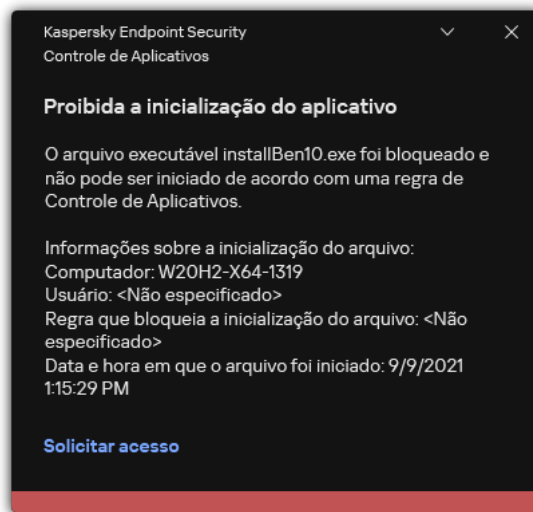 Kaspersky Endpoint Security
Controle de Aplicativos
Proibida a inicialização do aplicativo
O arquivo executável installBen10.exe foi bloqueado e
não pode ser iniciado de acordo com uma regra de
Controle de Aplicativos.
Informações sobre a inicialização do arquivo:
Computador: W20H2-X64-1319
Usuário: <Não especificado>
Regra que bloqueia a inicialização do arquivo: <Não
especificado>
Data e hora em que o arquivo foi iniciado: 9/9/2021
1:15:29 PM
Solicitar acesso